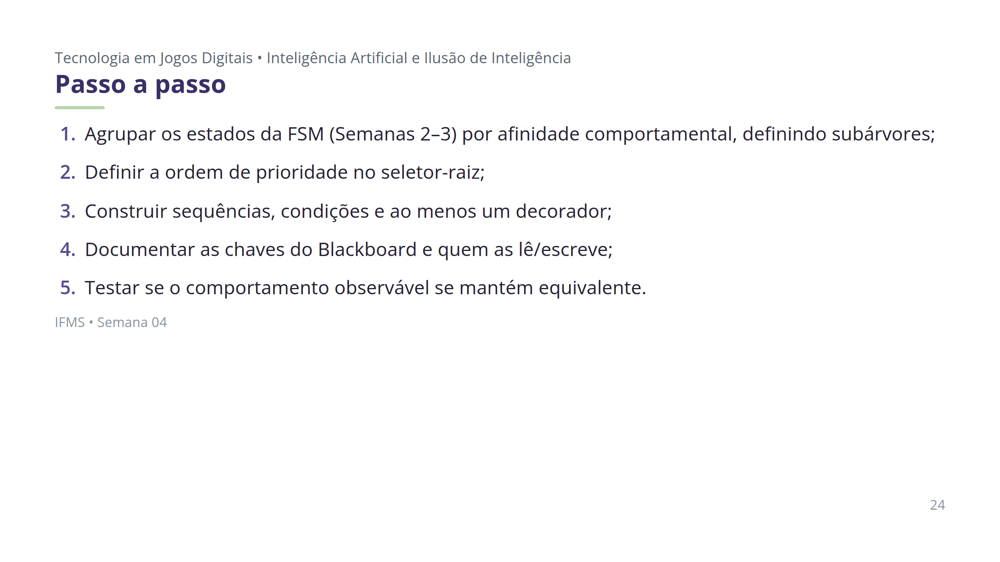 Tecnologia em Jogos Digitais • Inteligência Artificial e Ilusão de Inteligência
Passo a passo
1. Agrupar os estados da FSM (Semanas 2–3) por afinidade comportamental, definindo subárvores;
2. Definir a ordem de prioridade no seletor-raiz;
3. Construir sequências, condições e ao menos um decorador;
4. Documentar as chaves do Blackboard e quem as lê/escreve;
5. Testar se o comportamento observável se mantém equivalente.
IFMS • Semana 04
24